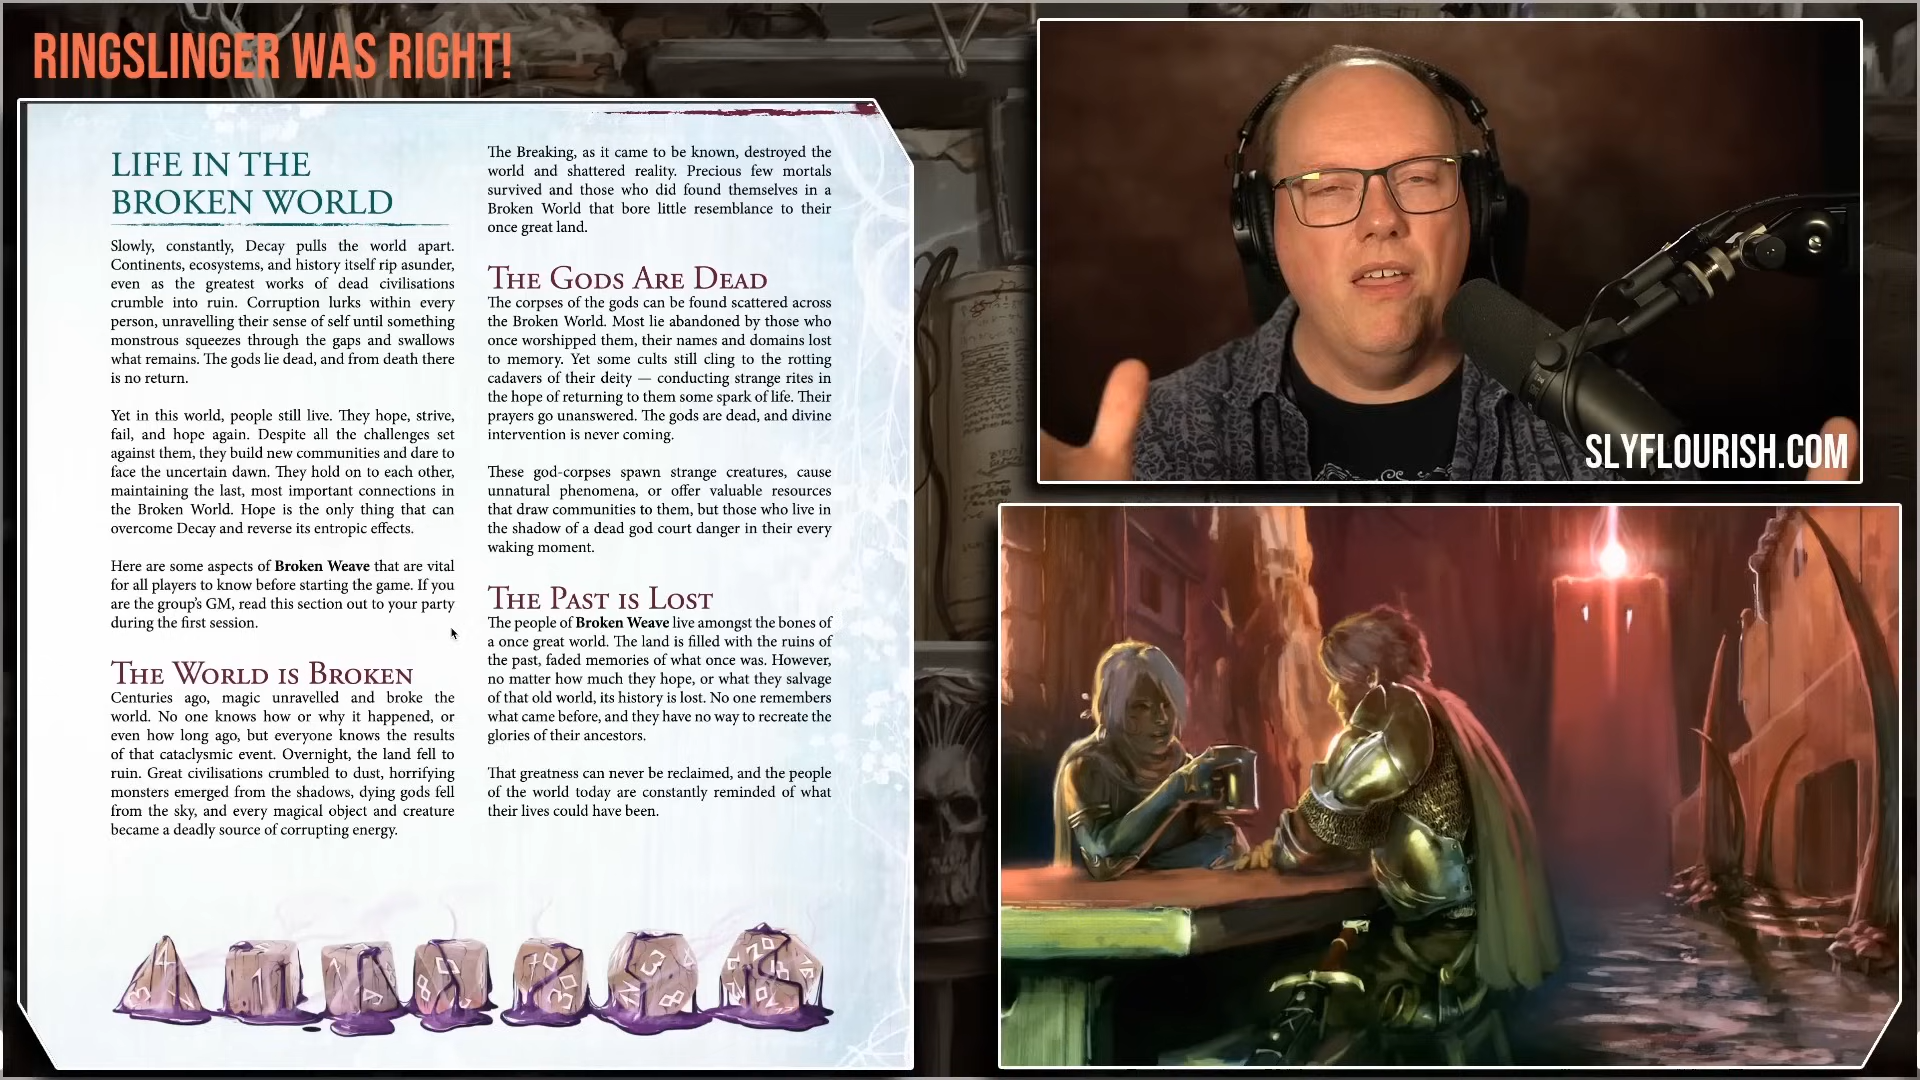 RINGSLINGER WAS RIGHT!
LIFE IN THE
BROKEN WORLD
Slowly, constantly, Decay pulls the world apart.
Continents, ecosystems, and history itself rip asunder,
even as the greatest works of dead civilisations
crumble into ruin. Corruption lurks within every
person, unravelling their sense of self until something
monstrous squeezes through the gaps and swallows
what remains. The gods lie dead, and from death there
is no return.
Yet in this world, people still live. They hope, strive,
fail, and hope again. Despite all the challenges set
against them, they build new communities and dare to
face the uncertain dawn. They hold on to each other,
maintaining the last, most important connections in
the Broken World. Hope is the only thing that can
overcome Decay and reverse its entropic effects.
Here are some aspects of Broken Weave that are vital
for all players to know before starting the game. If you
are the group's GM, read this section out to your party
during the first session.
THE WORLD IS BROKEN
Centuries ago, magic unravelled and broke the
world. No one knows how or why it happened, or
even how long ago, but everyone knows the results
of that cataclysmic event. Overnight, the land fell to
ruin. Great civilisations crumbled to dust, horrifying
monsters emerged from the shadows, dying gods fell
from the sky, and every magical object and creature
became a deadly source of corrupting energy.
The Breaking, as it came to be known, destroyed the
world and shattered reality. Precious few mortals
survived and those who did found themselves in a
Broken World that bore little resemblance to their
once great land.
THE GODS ARE DEAD
The corpses of the gods can be found scattered across
the Broken World. Most lie abandoned by those who
once worshipped them, their names and domains lost
to memory. Yet some cults still cling to the rotting
cadavers of their deity — conducting strange rites in
the hope of returning to them some spark of life. Their
prayers go unanswered. The gods are dead, and divine
intervention is never coming.
These god-corpses spawn strange creatures, cause
unnatural phenomena, or offer valuable resources
that draw communities to them, but those who live in
the shadow of a dead god court danger in their every
waking moment.
THE PAST IS LOST
The people of Broken Weave live amongst the bones of
a once great world. The land is filled with the ruins of
the past, faded memories of what once was. However,
no matter how much they hope, or what they salvage
of that old world, its history is lost. No one remembers
what came before, and they have no way to recreate the
glories of their ancestors.
That greatness can never be reclaimed, and the people
of the world today are constantly reminded of what
their lives could have been.
SLYFLOURISH.COM